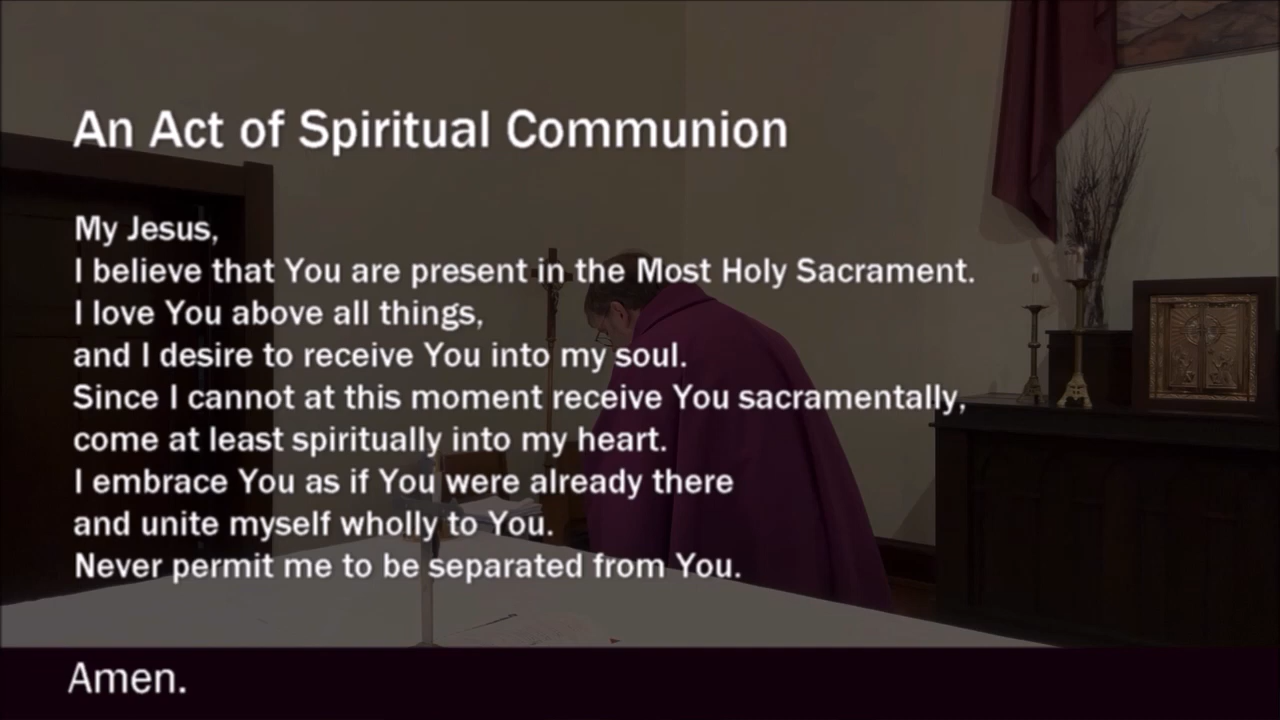 An Act of Spiritual Communion
My Jesus,
I believe that You are present in the Most Holy Sacrament.
I love You above all things,
and I desire to receive You into my soul.
Since I cannot at this moment receive You sacramentally,
come at least spiritually into my heart.
I embrace You as if You were already there
and unite myself wholly to You.
Never permit me to be separated from You.
Amen.